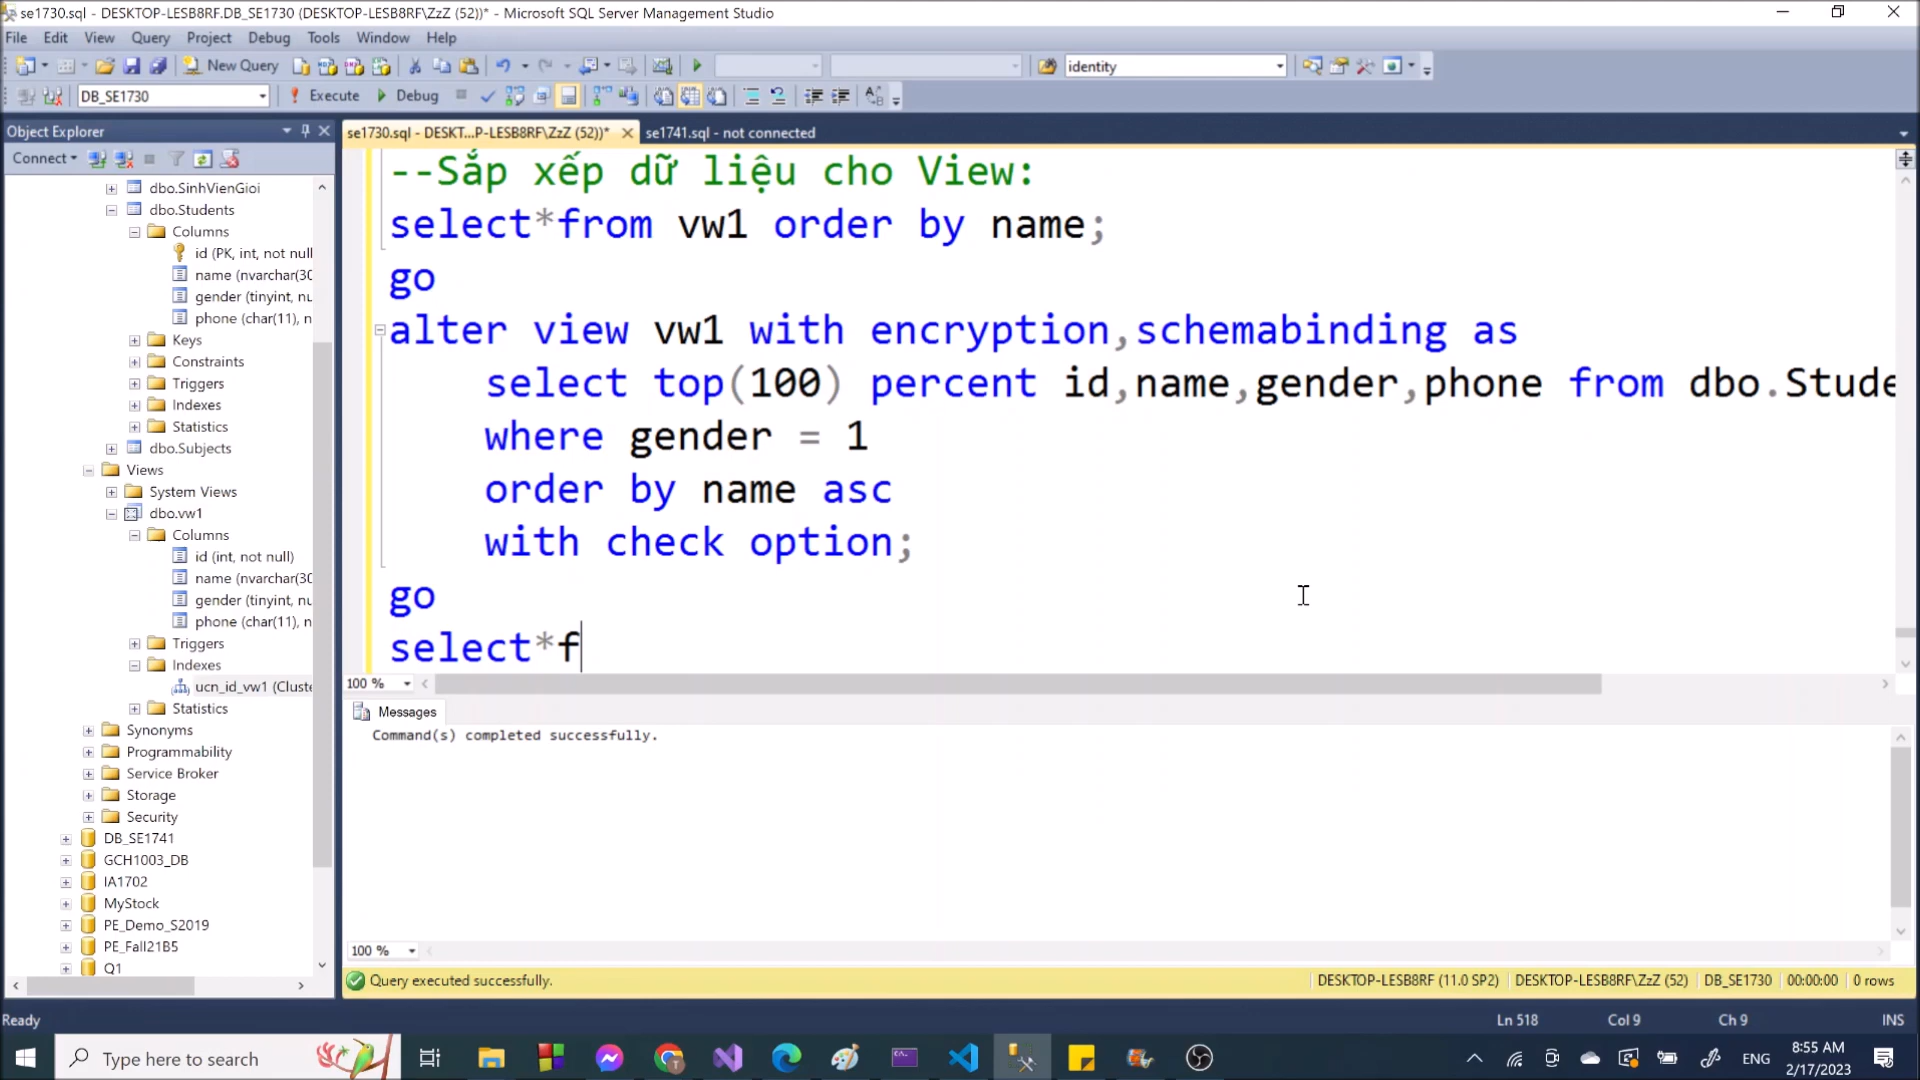 se1730.sql - DESKTOP-LESB8RF.DB_SE1730 (DESKTOP-LESB8RF\ZzZ (52))* - Microsoft SQL Server Management Studio
File Edit View Query Project Debug Tools Window Help
New Query identity
DB_SE1730 Execute Debug
Object Explorer
Connect
dbo.SinhVienGioi
dbo.Students
Columns
id (PK, int, not null
name (nvarchar(30
gender (tinyint, nu
phone (char(11), n
Keys
Constraints
Triggers
Indexes
Statistics
dbo.Subjects
Views
System Views
dbo.vw1
Columns
id (int, not null)
name (nvarchar(30
gender (tinyint, nu
phone (char(11), n
Triggers
Indexes
ucn_id_vw1 (Cluste
Statistics
Synonyms
Programmability
Service Broker
Storage
Security
DB_SE1741
GCH1003_DB
IA1702
MyStock
PE_Demo_S2019
PE_Fall21B5
Q1
se1730.sql - DESKT...P-LESB8RF\ZzZ (52))* se1741.sql - not connected
--Sắp xếp dữ liệu cho View:
select*from vw1 order by name;
go
alter view vw1 with encryption,schemabinding as
select top(100) percent id,name,gender,phone from dbo.Stude
where gender = 1
order by name asc
with check option;
go
select*f
100 %
Messages
Command(s) completed successfully.
100 %
Query executed successfully. DESKTOP-LESB8RF (11.0 SP2) DESKTOP-LESB8RF\ZzZ (52) DB_SE1730 00:00:00 0 rows
Ready Ln 518 Col 9 Ch 9 INS
Type here to search ENG 8:55 AM
2/17/2023